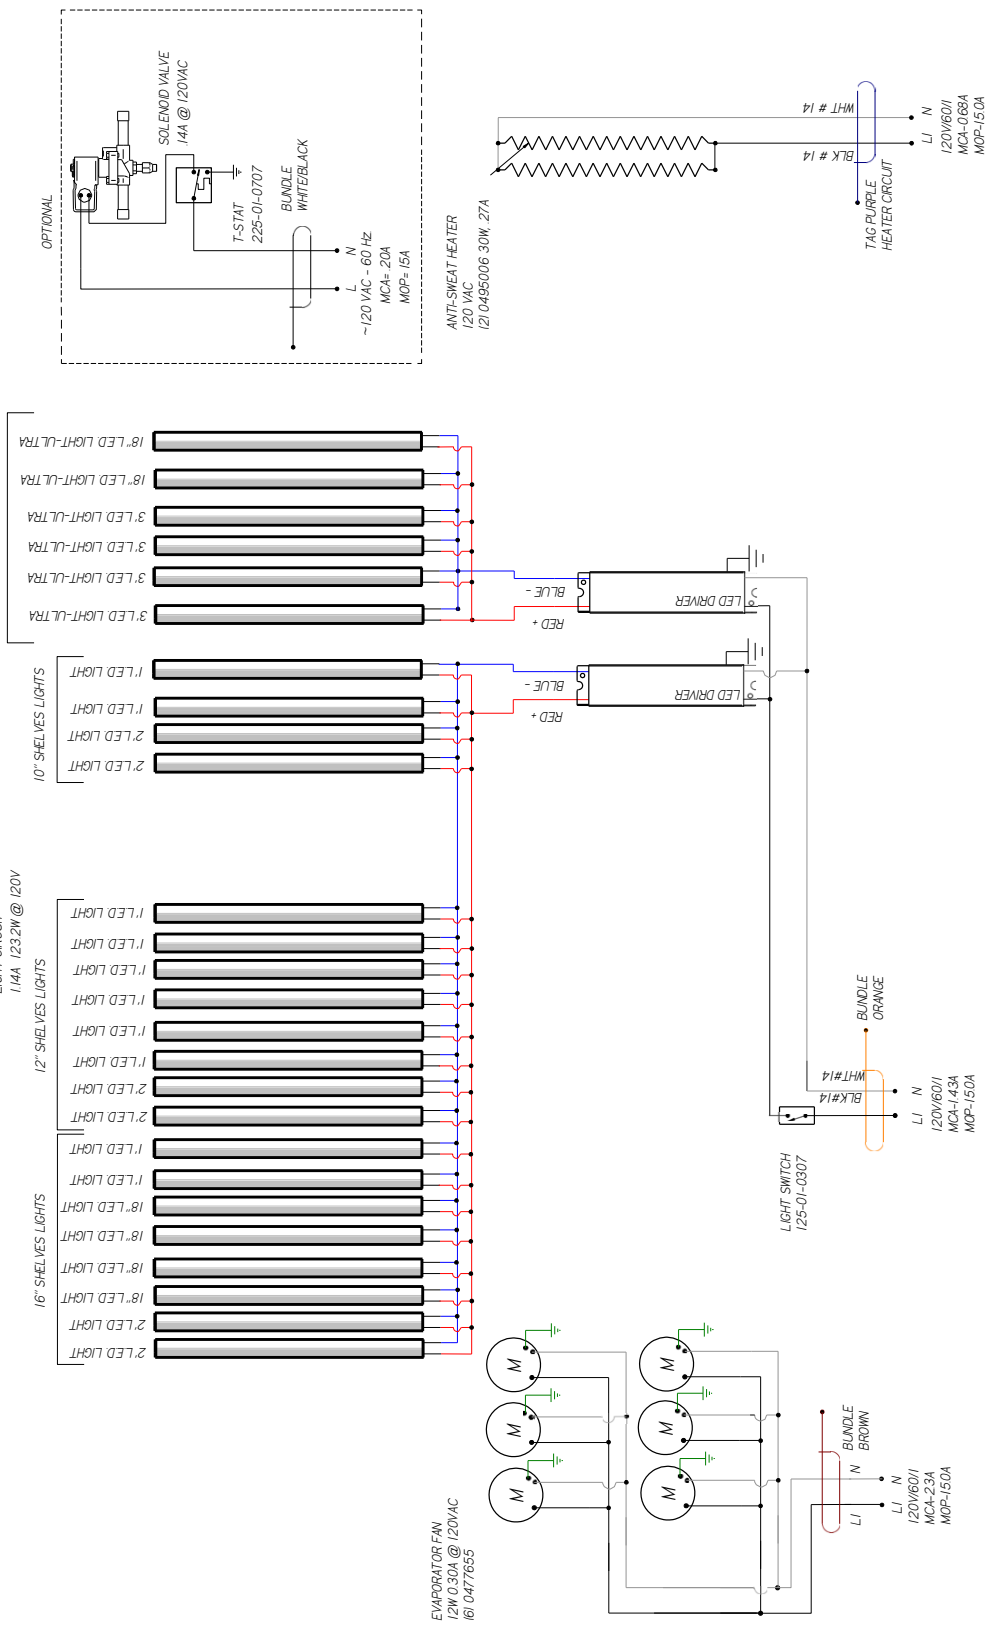 OPTIONAL
SOLENOID VALVE
.14A @ 120VAC
T-STAT
225-01-0707
BUNDLE
WHITE/BLACK
L
N
~120 VAC - 60 Hz
MCA= .20A
MOP= 15A
ANTI-SWEAT HEATER
120 VAC
121 0495006 30W, .27A
WHT # 14
BLK # 14
TAG PURPLE
HEATER CIRCUIT
L1
N
120V/60/1
MCA-0.68A
MOP-15.0A
18" LED LIGHT-ULTRA
18" LED LIGHT-ULTRA
3' LED LIGHT-ULTRA
3' LED LIGHT-ULTRA
3' LED LIGHT-ULTRA
3' LED LIGHT-ULTRA
BLUE -
RED +
LED DRIVER
10" SHELVES LIGHTS
1' LED LIGHT
1' LED LIGHT
2' LED LIGHT
2' LED LIGHT
BLUE -
RED +
LED DRIVER
1.14A 123.2W @ 120V
12" SHELVES LIGHTS
1' LED LIGHT
1' LED LIGHT
1' LED LIGHT
1' LED LIGHT
1' LED LIGHT
1' LED LIGHT
2' LED LIGHT
2' LED LIGHT
16" SHELVES LIGHTS
1' LED LIGHT
1' LED LIGHT
18" LED LIGHT
18" LED LIGHT
18" LED LIGHT
18" LED LIGHT
2' LED LIGHT
2' LED LIGHT
LIGHT SWITCH
125-01-0307
WHT#14
BLK#14
BUNDLE
ORANGE
L1
N
120V/60/1
MCA-1.43A
MOP-15.0A
EVAPORATOR FAN
12W 0.30A @ 120VAC
161 0477655
M
M
M
M
M
M
BUNDLE
BROWN
L1
N
L1
N
120V/60/1
MCA-2.3A
MOP-15.0A